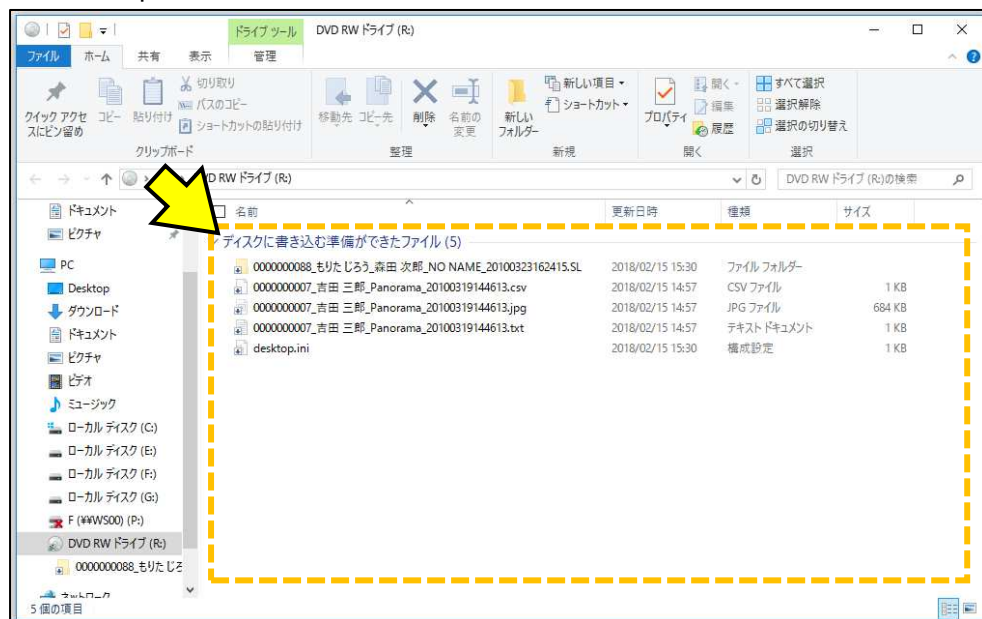 ドライブ ツール
DVD RW ドライブ (R:)
ファイル
ホーム
共有
表示
管理
クイック アクセスにピン留め
コピー
貼り付け
切り取り
パスのコピー
ショートカットの貼り付け
クリップボード
移動先
コピー先
削除
名前の変更
整理
新しいフォルダー
新しい項目
ショートカット
新規
プロパティ
開く
編集
履歴
開く
すべて選択
選択解除
選択の切り替え
選択
RW ドライブ (R:)
DVD RW ドライブ (R:)の検索
ドキュメント
ピクチャ
PC
Desktop
ダウンロード
ドキュメント
ピクチャ
ビデオ
ミュージック
ローカル ディスク (C:)
ローカル ディスク (E:)
ローカル ディスク (F:)
ローカル ディスク (G:)
F (¥¥WS00) (P:)
DVD RW ドライブ (R:)
0000000088_もりた じろ
名前
更新日時
種類
サイズ
ディスクに書き込む準備ができたファイル (5)
0000000088_もりた じろう_森田 次郎_NO NAME_20100323162415.SL 2018/02/15 15:30 ファイル フォルダー
0000000007_吉田 三郎_Panorama_20100319144613.csv 2018/02/15 14:57 CSV ファイル 1 KB
0000000007_吉田 三郎_Panorama_20100319144613.jpg 2018/02/15 14:57 JPG ファイル 684 KB
0000000007_吉田 三郎_Panorama_20100319144613.txt 2018/02/15 14:57 テキスト ドキュメント 1 KB
desktop.ini 2018/02/15 15:30 構成設定 1 KB
5 個の項目